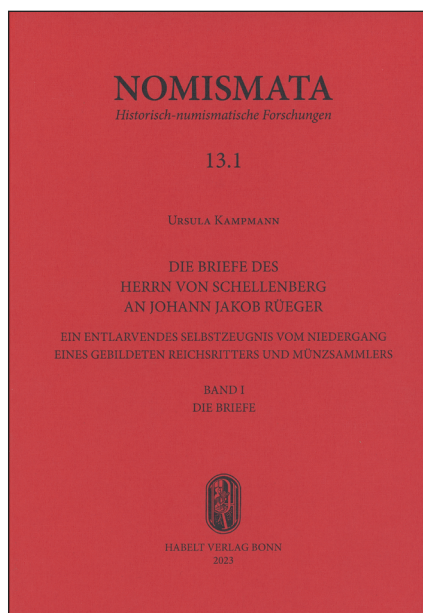 NOMISMATA
Historisch-numismatische Forschungen
13.1
Ursula Kampmann
DIE BRIEFE DES
HERRN VON SCHELLENBERG
AN JOHANN JAKOB RÜEGER
EIN ENTLARVENDES SELBSTZEUGNIS VOM NIEDERGANG
EINES GEBILDETEN REICHSRITTERS UND MÜNZSAMMLERS
BAND I
DIE BRIEFE
HABELT VERLAG BONN
2023